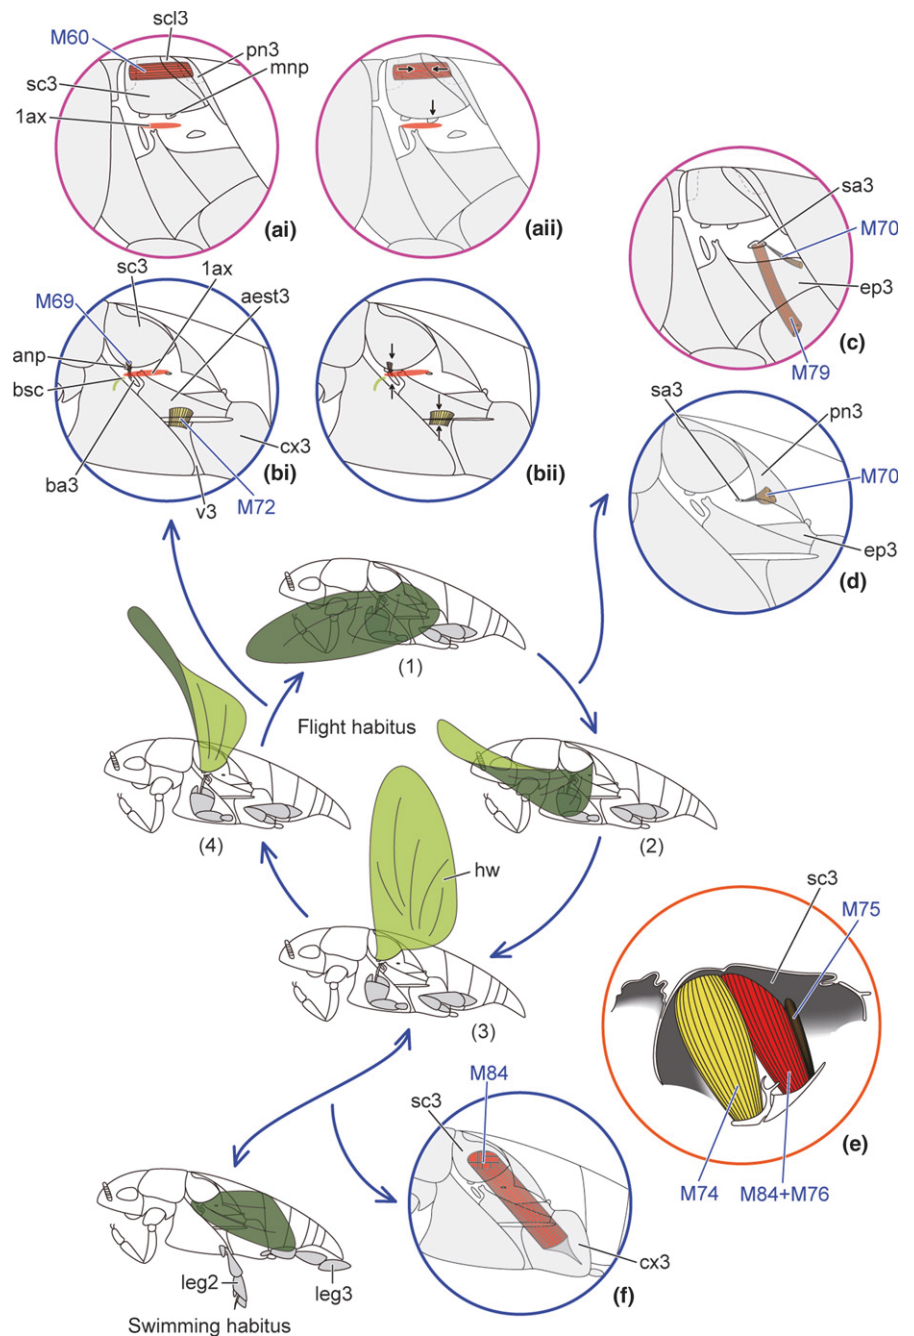 scl3
M60
pn3
mnp
sc3
1ax
(ai)
(aii)
sa3
M70
ep3
(c)
M79
sc3
1ax
aest3
M69
anp
bsc
cx3
(bi)
ba3
v3
M72
(bii)
sa3
pn3
M70
ep3
(d)
(1)
Flight habitus
(4)
(2)
hw
(3)
sc3
M75
(e)
M74
M84+M76
M84
sc3
cx3
(f)
leg2
leg3
Swimming habitus